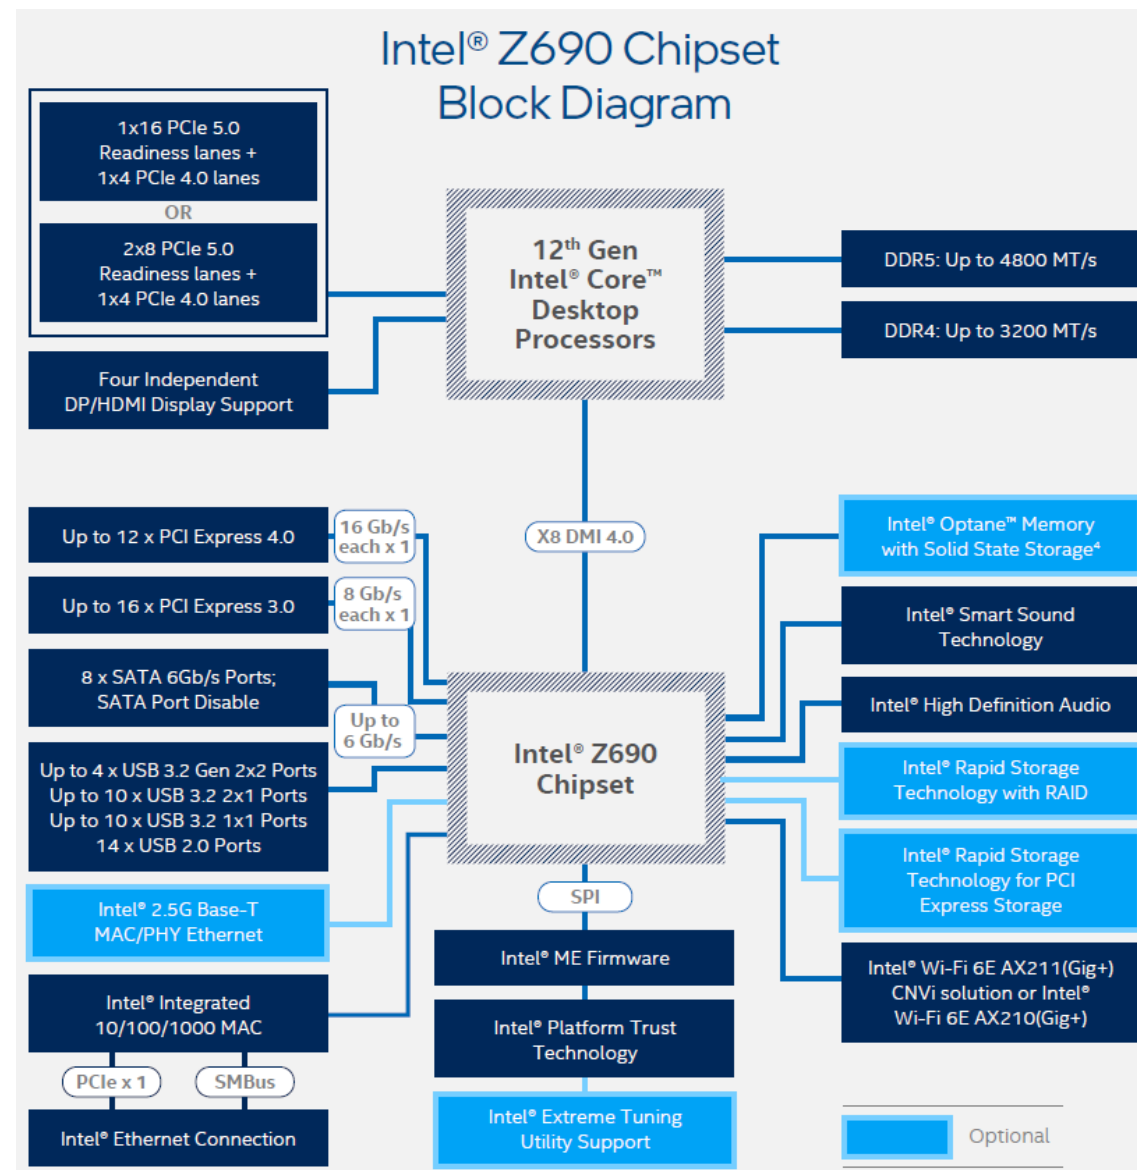 Intel® Z690 Chipset
Block Diagram
1x16 PCIe 5.0
Readiness lanes +
1x4 PCIe 4.0 lanes
OR
2x8 PCIe 5.0
Readiness lanes +
1x4 PCIe 4.0 lanes
Four Independent
DP/HDMI Display Support
12th Gen
Intel® Core™
Desktop
Processors
DDR5: Up to 4800 MT/s
DDR4: Up to 3200 MT/s
X8 DMI 4.0
Up to 12 x PCI Express 4.0
16 Gb/s
each x 1
Up to 16 x PCI Express 3.0
8 Gb/s
each x 1
8 x SATA 6Gb/s Ports;
SATA Port Disable
Up to
6 Gb/s
Up to 4 x USB 3.2 Gen 2x2 Ports
Up to 10 x USB 3.2 2x1 Ports
Up to 10 x USB 3.2 1x1 Ports
14 x USB 2.0 Ports
Intel® 2.5G Base-T
MAC/PHY Ethernet
Intel® Integrated
10/100/1000 MAC
PCIe x 1
SMBus
Intel® Ethernet Connection
Intel® Z690
Chipset
SPI
Intel® ME Firmware
Intel® Platform Trust
Technology
Intel® Extreme Tuning
Utility Support
Intel® Optane™ Memory
with Solid State Storage⁴
Intel® Smart Sound
Technology
Intel® High Definition Audio
Intel® Rapid Storage
Technology with RAID
Intel® Rapid Storage
Technology for PCI
Express Storage
Intel® Wi-Fi 6E AX211(Gig+)
CNVi solution or Intel®
Wi-Fi 6E AX210(Gig+)
Optional